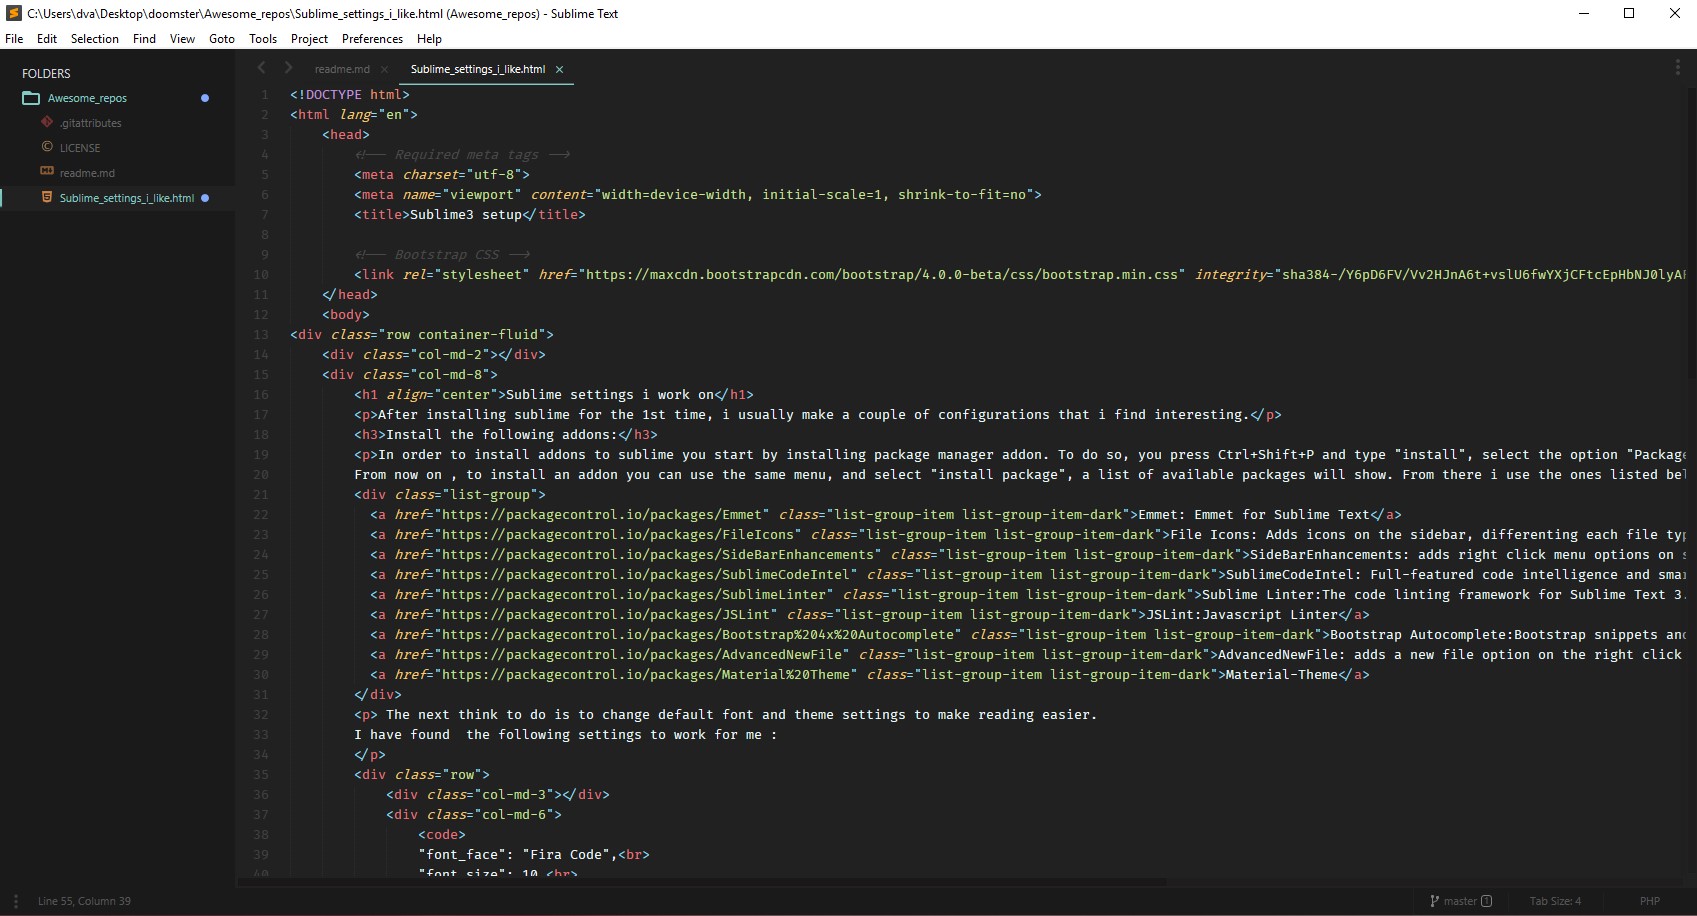 C:\Users\dva\Desktop\doomster\Awesome_repos\Sublime_settings_i_like.html (Awesome_repos) - Sublime Text
File Edit Selection Find View Goto Tools Project Preferences Help
FOLDERS
Awesome_repos
.gitattributes
LICENSE
readme.md
Sublime_settings_i_like.html
readme.md Sublime_settings_i_like.html
1 <!DOCTYPE html>
2 <html lang="en">
3 <head>
4 <!-- Required meta tags -->
5 <meta charset="utf-8">
6 <meta name="viewport" content="width=device-width, initial-scale=1, shrink-to-fit=no">
7 <title>Sublime3 setup</title>
8
9 <!-- Bootstrap CSS -->
10 <link rel="stylesheet" href="https://maxcdn.bootstrapcdn.com/bootstrap/4.0.0-beta/css/bootstrap.min.css" integrity="sha384-/Y6pD6FV/Vv2HJnA6t+vslU6fwYXjCFtcEpHbNJ0lyAF
11 </head>
12 <body>
13 <div class="row container-fluid">
14 <div class="col-md-2"></div>
15 <div class="col-md-8">
16 <h1 align="center">Sublime settings i work on</h1>
17 <p>After installing sublime for the 1st time, i usually make a couple of configurations that i find interesting.</p>
18 <h3>Install the following addons:</h3>
19 <p>In order to install addons to sublime you start by installing package manager addon. To do so, you press Ctrl+Shift+P and type "install", select the option "Package
20 From now on , to install an addon you can use the same menu, and select "install package", a list of available packages will show. From there i use the ones listed bel
21 <div class="list-group">
22 <a href="https://packagecontrol.io/packages/Emmet" class="list-group-item list-group-item-dark">Emmet: Emmet for Sublime Text</a>
23 <a href="https://packagecontrol.io/packages/FileIcons" class="list-group-item list-group-item-dark">File Icons: Adds icons on the sidebar, differenting each file typ
24 <a href="https://packagecontrol.io/packages/SideBarEnhancements" class="list-group-item list-group-item-dark">SideBarEnhancements: adds right click menu options on s
25 <a href="https://packagecontrol.io/packages/SublimeCodeIntel" class="list-group-item list-group-item-dark">SublimeCodeIntel: Full-featured code intelligence and smar
26 <a href="https://packagecontrol.io/packages/SublimeLinter" class="list-group-item list-group-item-dark">Sublime Linter:The code linting framework for Sublime Text 3.
27 <a href="https://packagecontrol.io/packages/JSLint" class="list-group-item list-group-item-dark">JSLint:Javascript Linter</a>
28 <a href="https://packagecontrol.io/packages/Bootstrap%204x%20Autocomplete" class="list-group-item list-group-item-dark">Bootstrap Autocomplete:Bootstrap snippets and
29 <a href="https://packagecontrol.io/packages/AdvancedNewFile" class="list-group-item list-group-item-dark">AdvancedNewFile: adds a new file option on the right click
30 <a href="https://packagecontrol.io/packages/Material%20Theme" class="list-group-item list-group-item-dark">Material-Theme</a>
31 </div>
32 <p> The next think to do is to change default font and theme settings to make reading easier.
33 I have found  the following settings to work for me :
34 </p>
35 <div class="row">
36 <div class="col-md-3"></div>
37 <div class="col-md-6">
38 <code>
39 "font_face": "Fira Code",<br>
40 "font_size": 10,<br>
Line 55, Column 39 master 1 Tab Size: 4 PHP